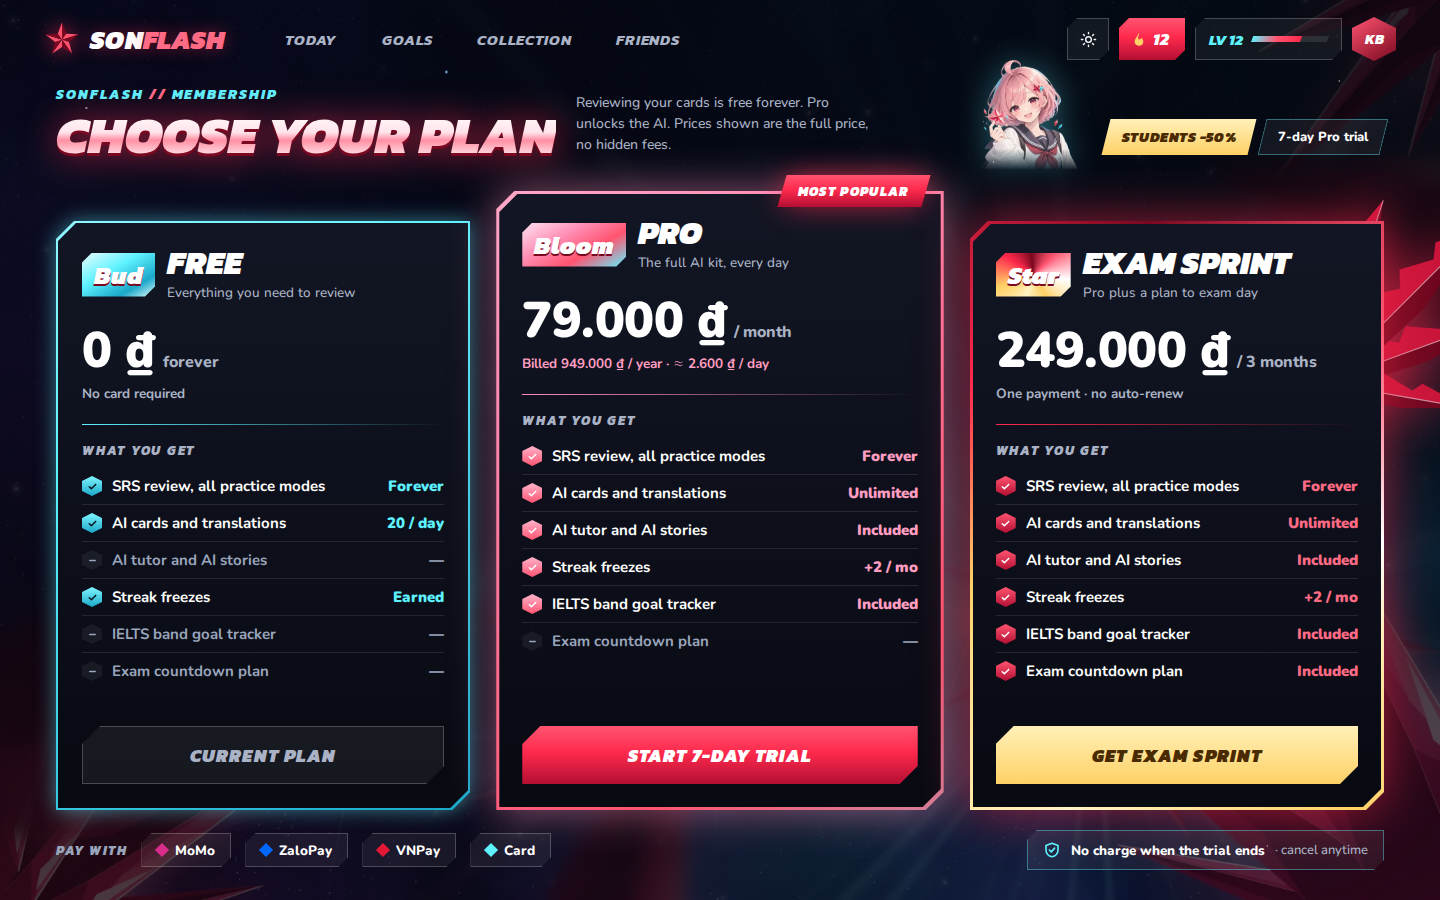 SONFLASH
TODAY
GOALS
COLLECTION
FRIENDS
12
LV 12
KB
SONFLASH // MEMBERSHIP
CHOOSE YOUR PLAN
Reviewing your cards is free forever. Pro
unlocks the AI. Prices shown are the full price,
no hidden fees.
STUDENTS -50%
7-day Pro trial
Bud
FREE
Everything you need to review
0 ₫ forever
No card required
WHAT YOU GET
SRS review, all practice modes Forever
AI cards and translations 20 / day
AI tutor and AI stories —
Streak freezes Earned
IELTS band goal tracker —
Exam countdown plan —
CURRENT PLAN
MOST POPULAR
Bloom
PRO
The full AI kit, every day
79.000 ₫ / month
Billed 949.000 ₫ / year · ≈ 2.600 ₫ / day
WHAT YOU GET
SRS review, all practice modes Forever
AI cards and translations Unlimited
AI tutor and AI stories Included
Streak freezes +2 / mo
IELTS band goal tracker Included
Exam countdown plan —
START 7-DAY TRIAL
Star
EXAM SPRINT
Pro plus a plan to exam day
249.000 ₫ / 3 months
One payment · no auto-renew
WHAT YOU GET
SRS review, all practice modes Forever
AI cards and translations Unlimited
AI tutor and AI stories Included
Streak freezes +2 / mo
IELTS band goal tracker Included
Exam countdown plan Included
GET EXAM SPRINT
PAY WITH
MoMo
ZaloPay
VNPay
Card
No charge when the trial ends · cancel anytime